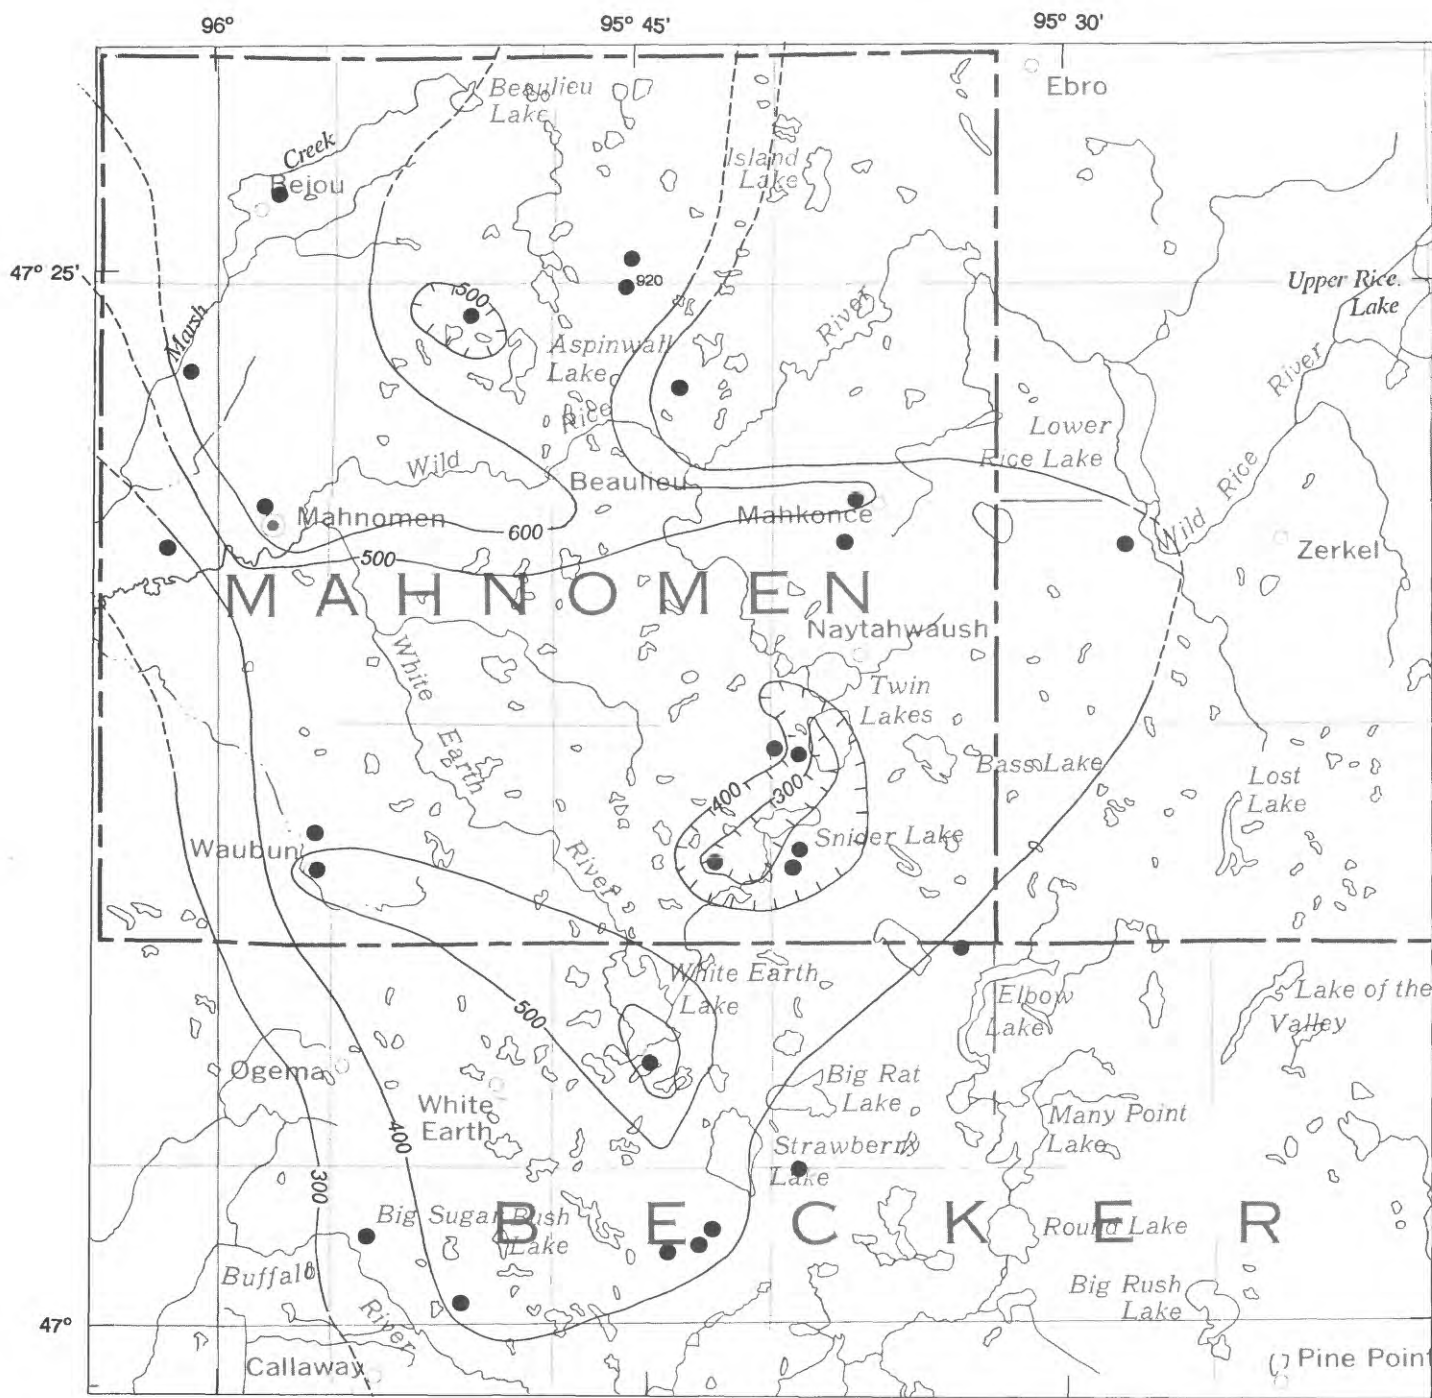 96°
95° 45'
95° 30'
Beaulieu
Lake
Ebro
Creek
Bejou
Island
Lake
47° 25'
920
500
Upper Rice
Lake
Marsh
River
Aspinwall
Lake
Rice
River
Lower
Rice Lake
Wild
Beaulieu
Rice
Mahnomen
600
Mahkonce
Wild
Zerkel
500
MAHNOMEN
Naytahwaush
White
Twin
Lakes
Earth
Bass Lake
Lost
Lake
400
300
Snider Lake
Waubun
River
White Earth
Lake
Elbow
Lake
Lake of the
Valley
500
Ogema
Big Rat
Lake
White
Earth
Many Point
Lake
400
Strawberry
Lake
300
Big Sugar Bush
Lake
BECKER
Round Lake
Buffalo
River
Big Rush
Lake
47°
Callaway
Pine Point